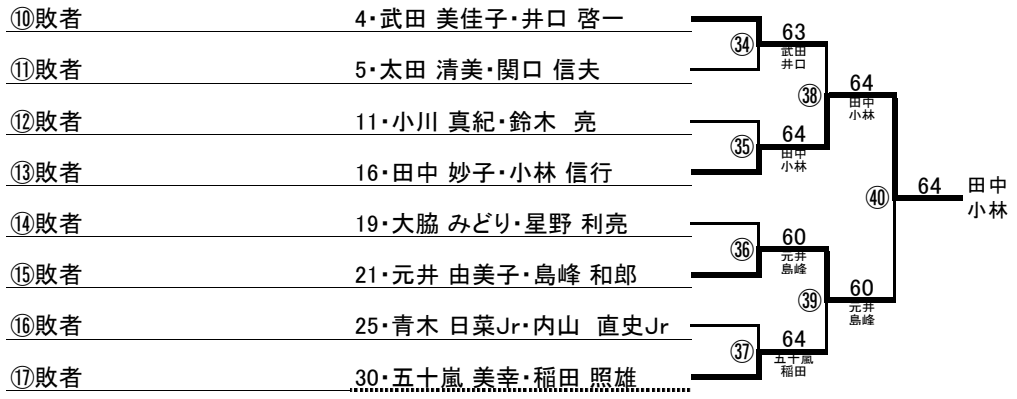 ⑩敗者 4・武田 美佳子・井口 啓一
㉞ 63
武田
井口
⑪敗者 5・太田 清美・関口 信夫
㊳ 64
田中
小林
⑫敗者 11・小川 真紀・鈴木 亮
㉟ 64
田中
小林
⑬敗者 16・田中 妙子・小林 信行
㊵ 64 田中
小林
⑭敗者 19・大脇 みどり・星野 利亮
㊱ 60
元井
島峰
⑮敗者 21・元井 由美子・島峰 和郎
㊴ 60
元井
島峰
⑯敗者 25・青木 日菜Jr・内山 直史Jr
㊲ 64
五十嵐
稲田
⑰敗者 30・五十嵐 美幸・稲田 照雄